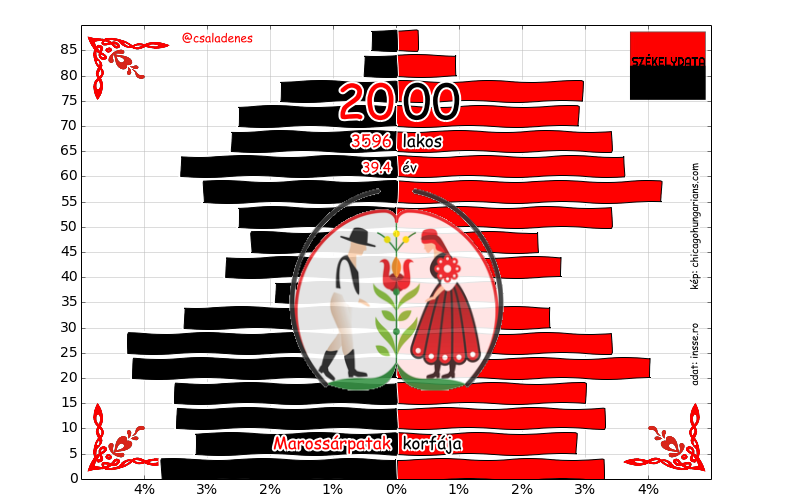 @csaladenes
SZÉKELYDATA
2000
3596 lakos
39.4 év
kép: chicagohungarians.com
adat: insse.ro
Marossárpatak korfája
85
80
75
70
65
60
55
50
45
40
35
30
25
20
15
10
5
0
4% 3% 2% 1% 0% 1% 2% 3% 4%